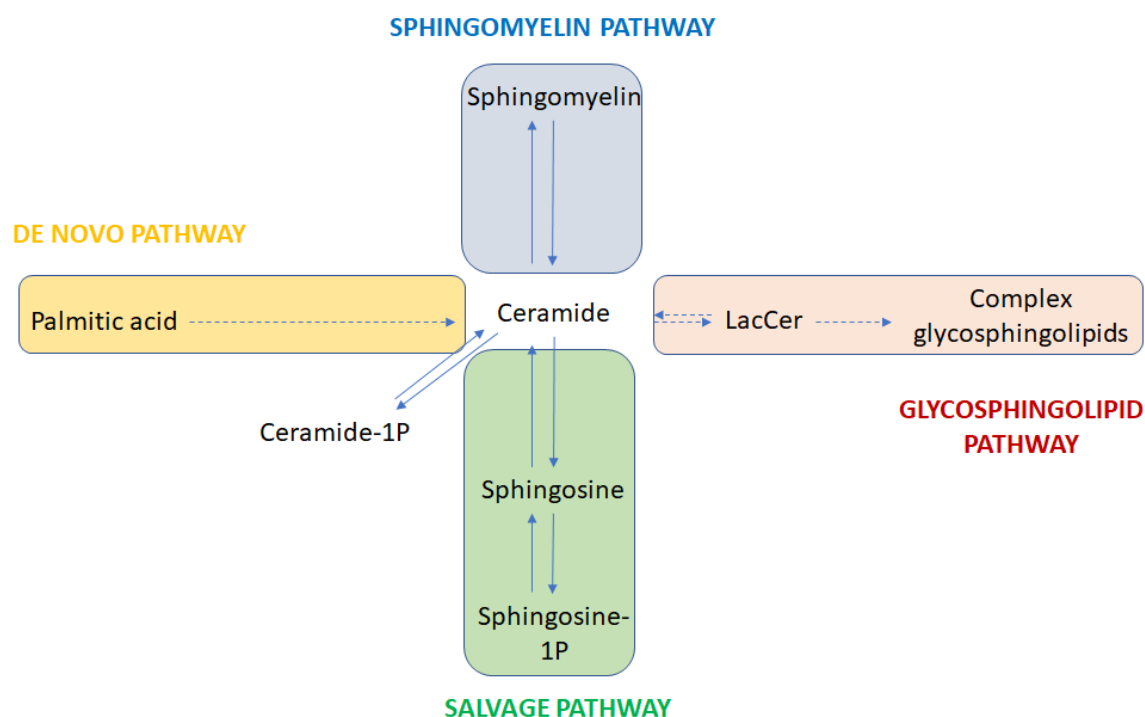 SPHINGOMYELIN PATHWAY
Sphingomyelin
DE NOVO PATHWAY
Palmitic acid
Ceramide
LacCer
Complex
glycosphingolipids
Ceramide-1P
GLYCOSPHINGOLIPID
PATHWAY
Sphingosine
Sphingosine-
1P
SALVAGE PATHWAY